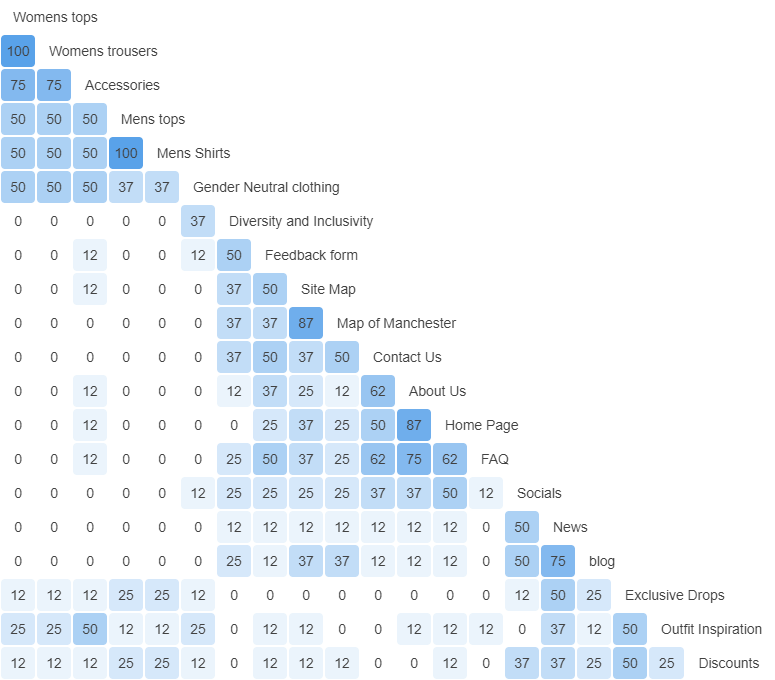 Womens tops
100 Womens trousers
75 75 Accessories
50 50 50 Mens tops
50 50 50 100 Mens Shirts
50 50 50 37 37 Gender Neutral clothing
0 0 0 0 0 37 Diversity and Inclusivity
0 0 12 0 0 12 50 Feedback form
0 0 12 0 0 0 37 50 Site Map
0 0 0 0 0 0 37 37 87 Map of Manchester
0 0 0 0 0 0 37 50 37 50 Contact Us
0 0 12 0 0 0 12 37 25 12 62 About Us
0 0 12 0 0 0 0 25 37 25 50 87 Home Page
0 0 12 0 0 0 25 50 37 25 62 75 62 FAQ
0 0 0 0 0 12 25 25 25 25 37 37 50 12 Socials
0 0 0 0 0 0 12 12 12 12 12 12 12 0 50 News
0 0 0 0 0 0 25 12 37 37 12 12 12 0 50 75 blog
12 12 12 25 25 12 0 0 0 0 0 0 0 0 12 50 25 Exclusive Drops
25 25 50 12 12 25 0 12 12 0 0 12 12 12 0 37 12 50 Outfit Inspiration
12 12 12 25 25 12 0 12 12 12 0 0 12 0 37 37 25 50 25 Discounts